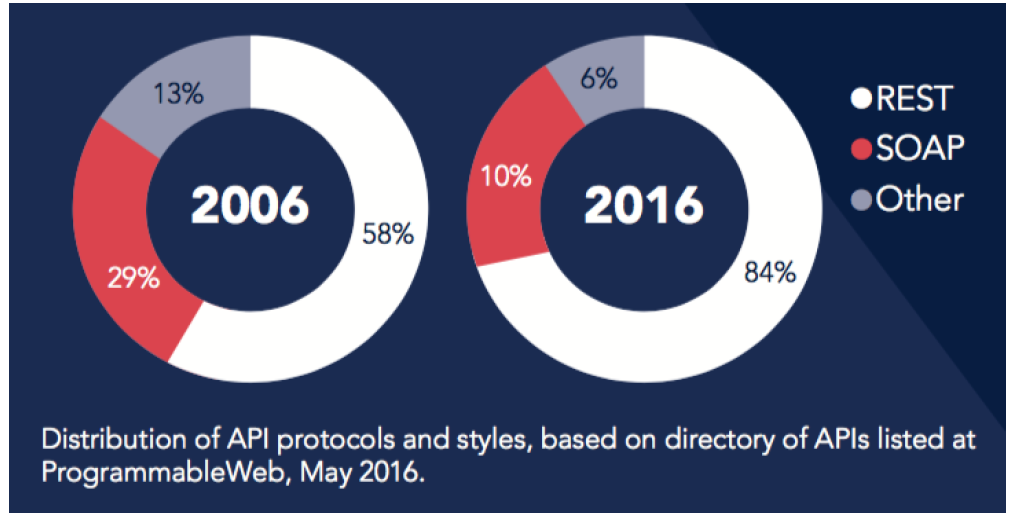 13%
2006
58%
29%
6%
10%
2016
84%
REST
SOAP
Other
Distribution of API protocols and styles, based on directory of APIs listed at
ProgrammableWeb, May 2016.